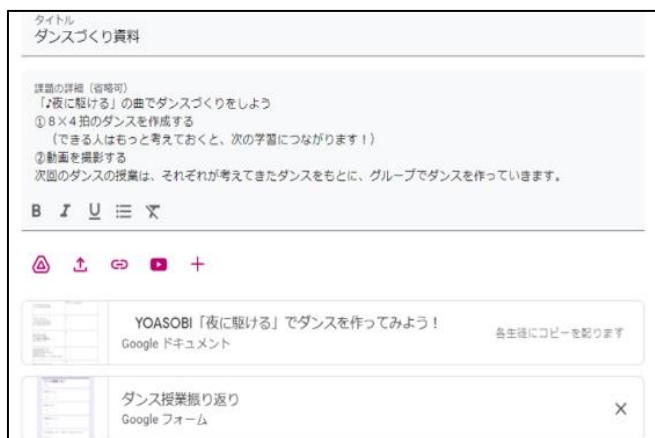 タイトル
ダンスづくり資料
課題の詳細（省略可）
「♪夜に駆ける」の曲でダンスづくりをしよう
①８×４拍のダンスを作成する
（できる人はもっと考えておくと、次の学習につながります！）
②動画を撮影する
次回のダンスの授業は、それぞれが考えてきたダンスをもとに、グループでダンスを作っていきます。
B I U
YOASOBI「夜に駆ける」でダンスを作ってみよう！
Google ドキュメント
各生徒にコピーを配ります
ダンス授業振り返り
Google フォーム